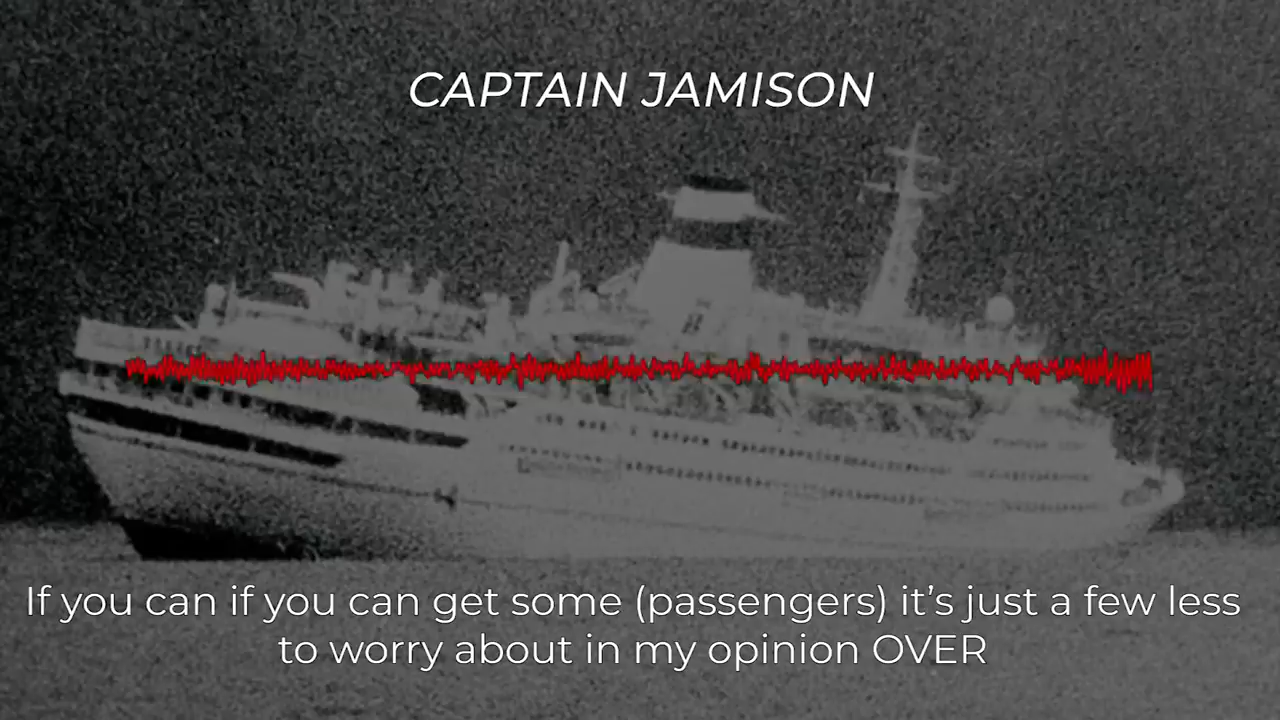 CAPTAIN JAMISON
If you can if you can get some (passengers) it’s just a few less
to worry about in my opinion OVER